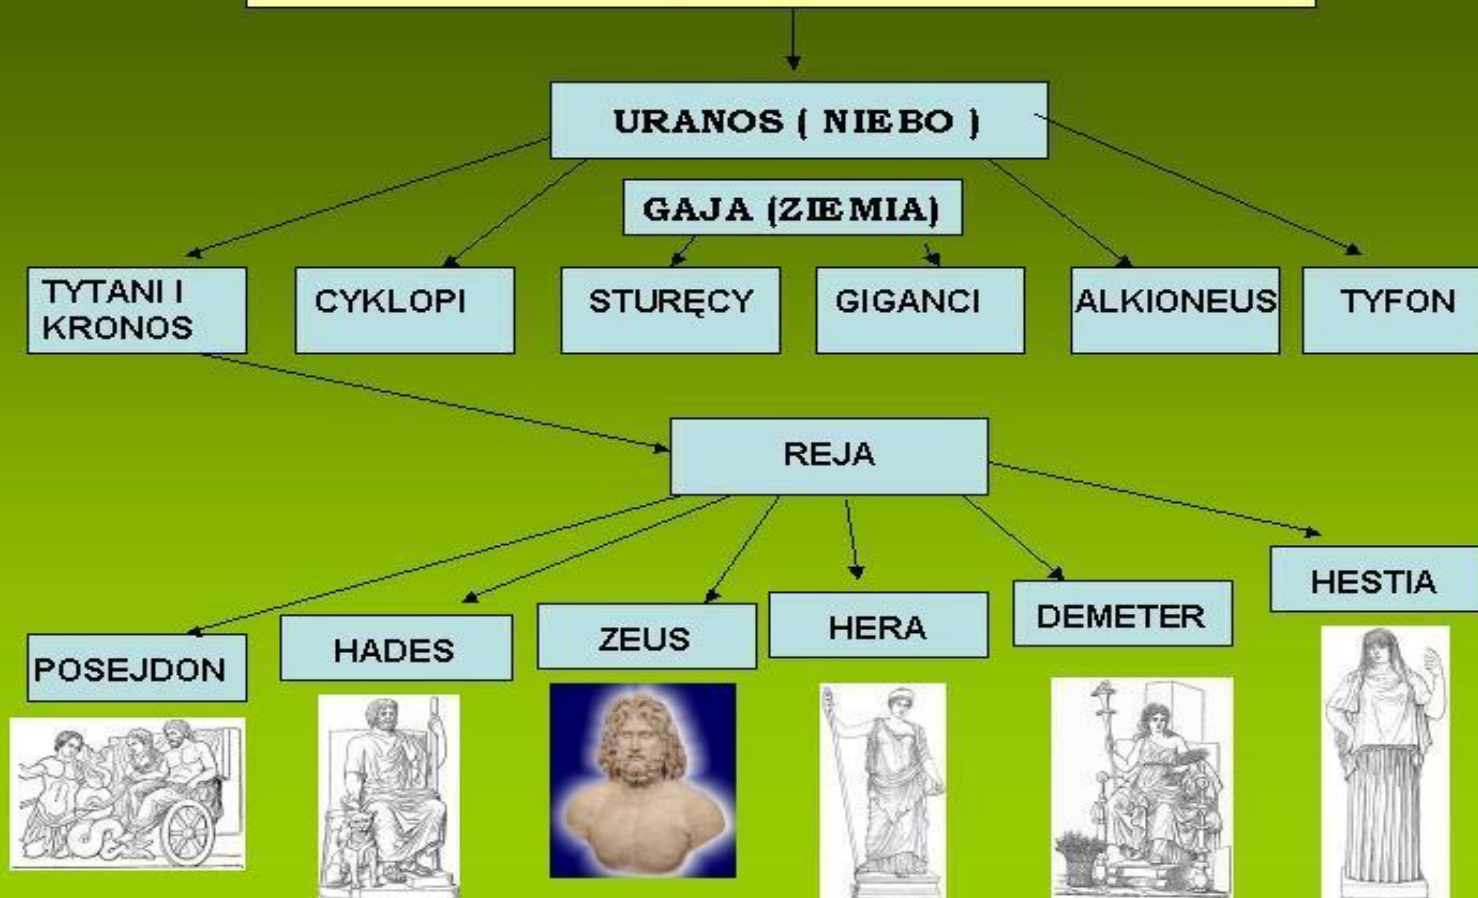 URANOS ( NIEBO )
GAJA (ZIEMIA)
TYTANI I
KRONOS
CYKLOPI
STURĘCY
GIGANCI
ALKIONEUS
TYFON
REJA
POSEJDON
HADES
ZEUS
HERA
DEMETER
HESTIA